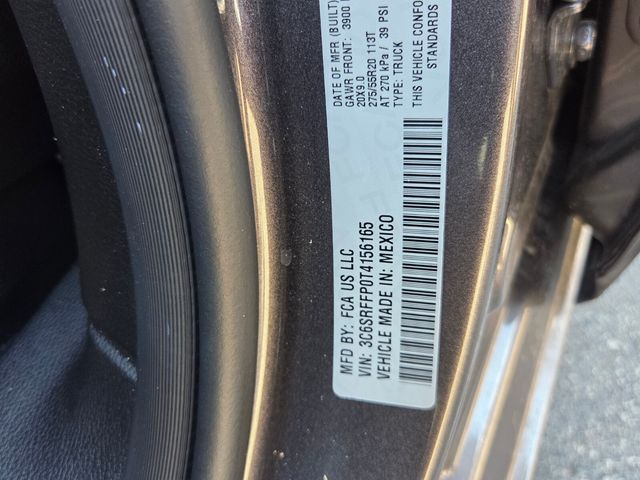 MFD BY: FCA US LLC
DATE OF MFR (BUILT)
VIN: 3C6SRFFP0T4156165
GAWR FRONT: 3900
VEHICLE MADE IN: MEXICO
20X9.0
275/55R20 113T
AT 270 kPa / 39 PSI
TYPE: TRUCK
THIS VEHICLE CONFO
STANDARDS